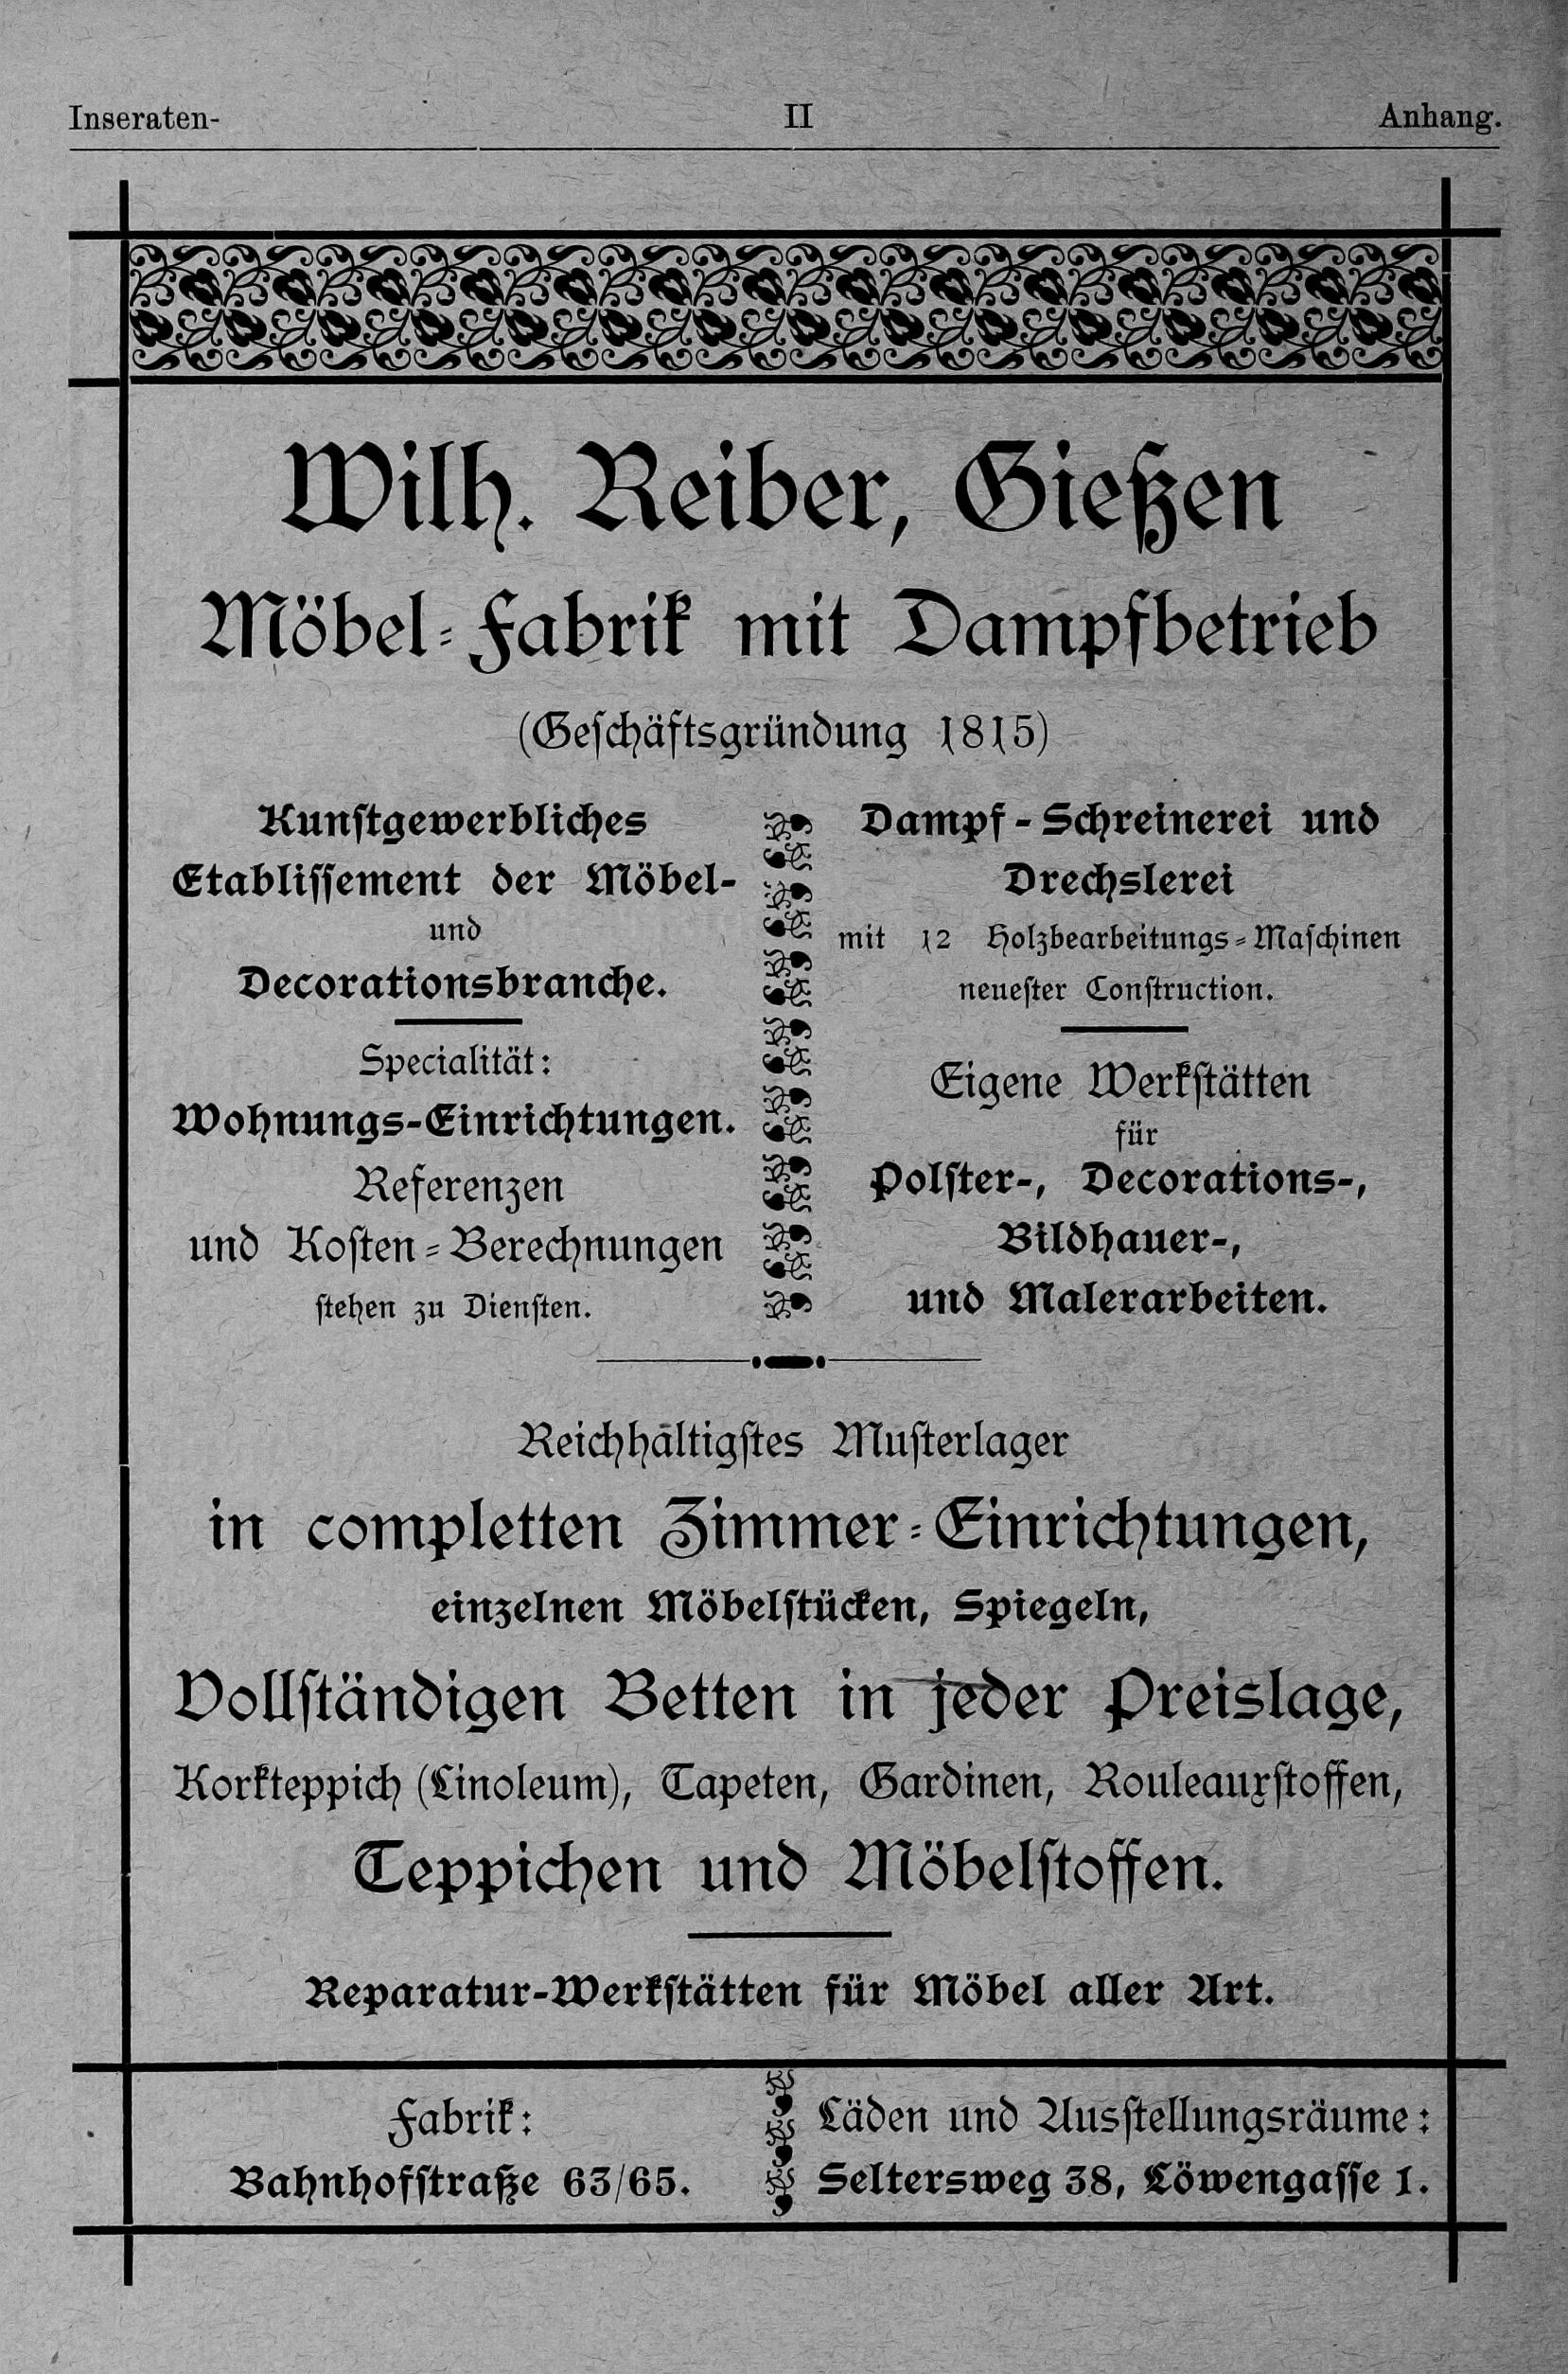 Inseraten- II Anhang.
Wilh. Reiber, Gießen
Möbel-Fabrik mit Dampfbetrieb
(Geſchäftsgründung 1815)
Kunſtgewerbliches
Etabliſſement der Möbel-
und
Decorationsbranche.
Specialität:
Wohnungs-Einrichtungen.
Referenzen
und Koſten-Berechnungen
ſtehen zu Dienſten.
Dampf-Schreinerei und
Drechslerei
mit 12 Holzbearbeitungs-Maſchinen
neueſter Conſtruction.
Eigene Werkſtätten
für
Polſter-, Decorations-,
Bildhauer-,
und Malerarbeiten.
Reichhältigſtes Muſterlager
in completten Zimmer-Einrichtungen,
einzelnen Möbelſtücken, Spiegeln,
Vollſtändigen Betten in jeder Preislage,
Korkteppich (Linoleum), Tapeten, Gardinen, Rouleauxſtoffen,
Teppichen und Möbelſtoffen.
Reparatur-Werkſtätten für Möbel aller Art.
Fabrik:
Bahnhofſtraße 63/65.
Läden und Ausſtellungsräume:
Seltersweg 38, Löwengaſſe 1.